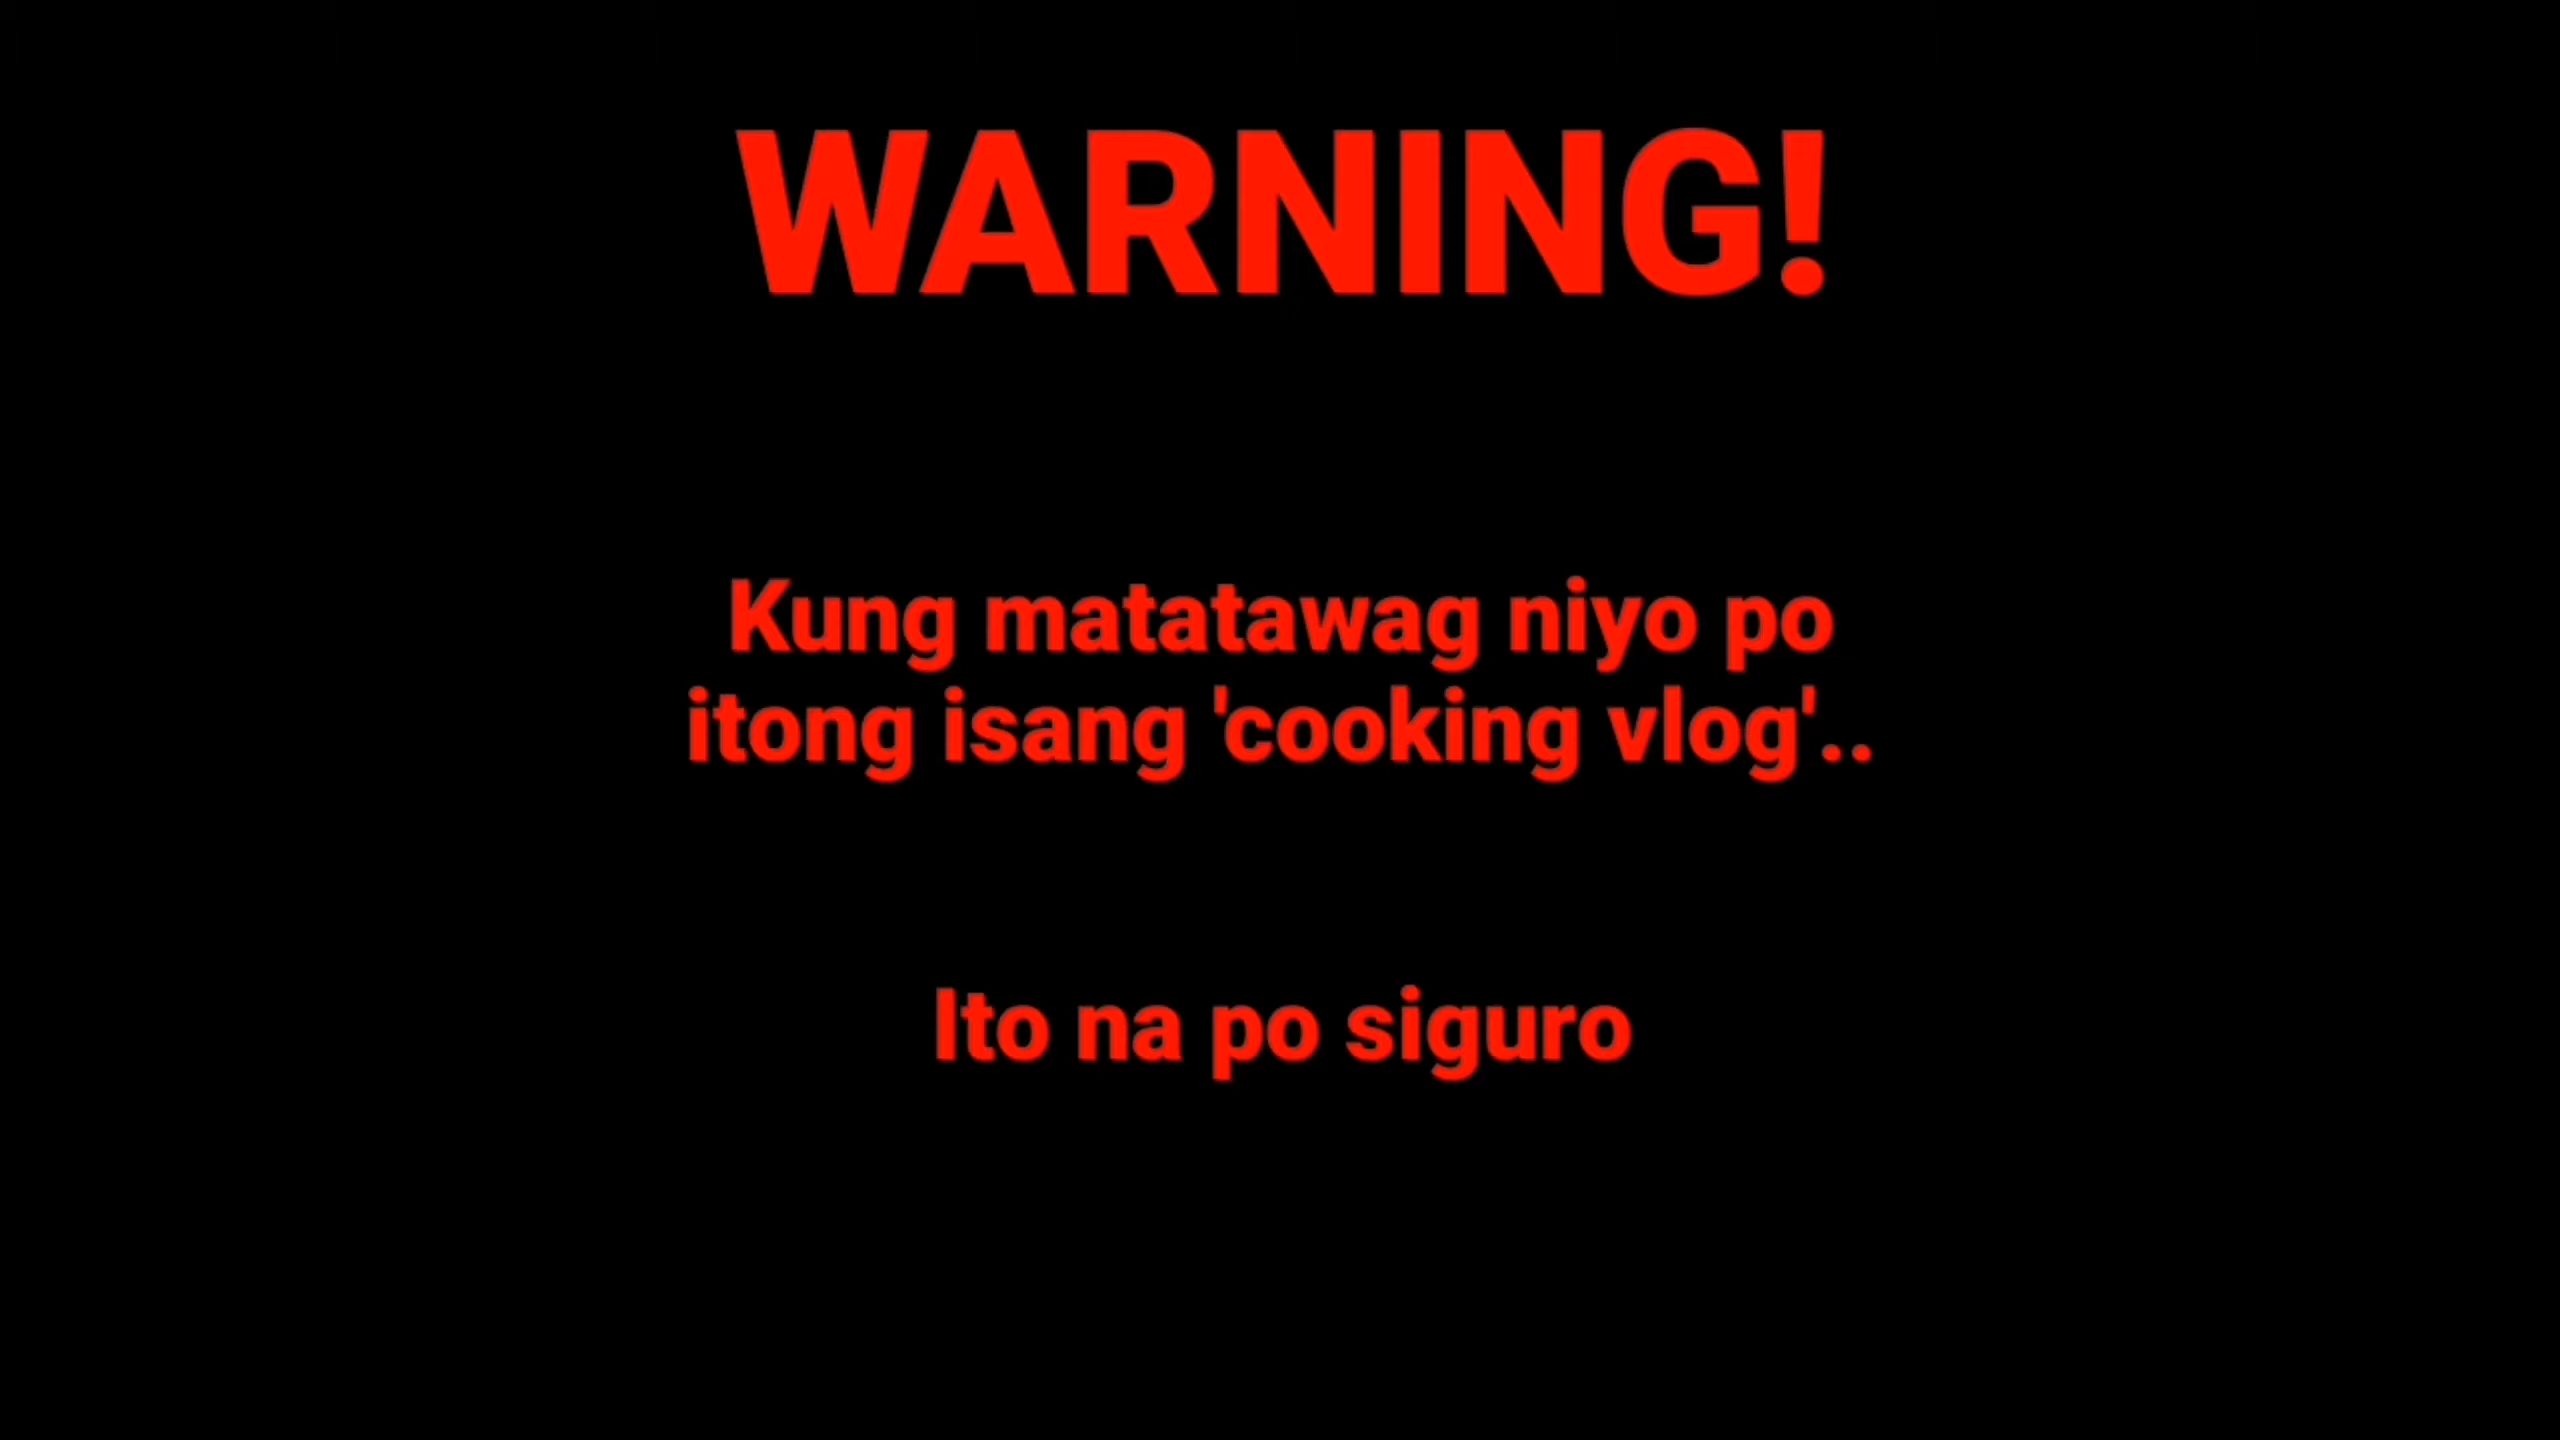 WARNING!
Kung matatawag niyo po
itong isang 'cooking vlog'..
Ito na po siguro